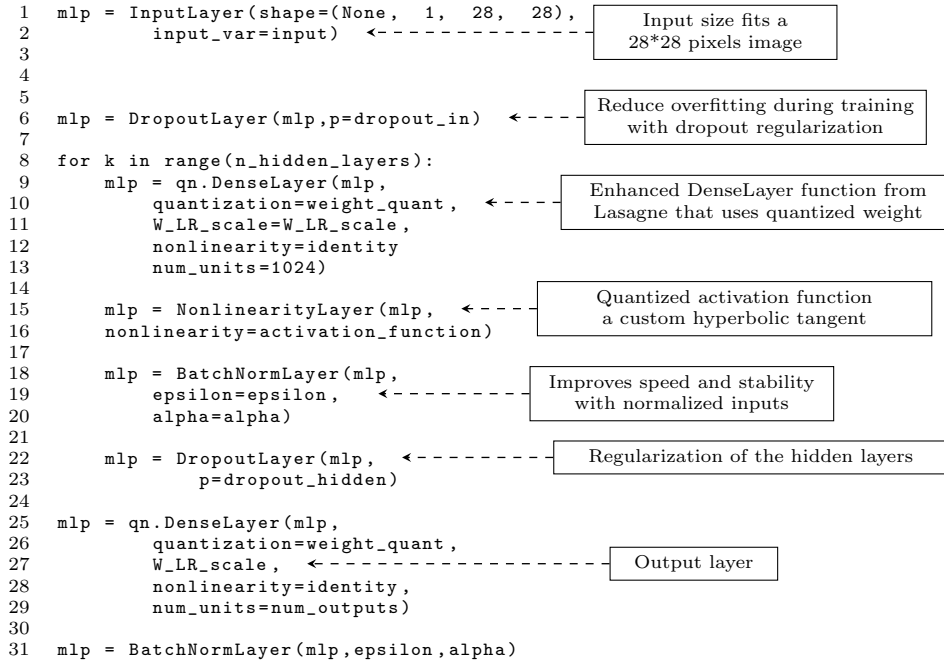 1 mlp = InputLayer(shape=(None, 1, 28, 28),
2 input_var=input)
Input size fits a
28*28 pixels image
3
4
5
6 mlp = DropoutLayer(mlp,p=dropout_in)
Reduce overfitting during training
with dropout regularization
7
8 for k in range(n_hidden_layers):
9 mlp = qn.DenseLayer(mlp,
10 quantization=weight_quant,
Enhanced DenseLayer function from
Lasagne that uses quantized weight
11 W_LR_scale=W_LR_scale,
12 nonlinearity=identity
13 num_units=1024)
14
15 mlp = NonlinearityLayer(mlp,
Quantized activation function
a custom hyperbolic tangent
16 nonlinearity=activation_function)
17
18 mlp = BatchNormLayer(mlp,
19 epsilon=epsilon,
Improves speed and stability
with normalized inputs
20 alpha=alpha)
21
22 mlp = DropoutLayer(mlp,
Regularization of the hidden layers
23 p=dropout_hidden)
24
25 mlp = qn.DenseLayer(mlp,
26 quantization=weight_quant,
27 W_LR_scale,
Output layer
28 nonlinearity=identity,
29 num_units=num_outputs)
30
31 mlp = BatchNormLayer(mlp,epsilon,alpha)